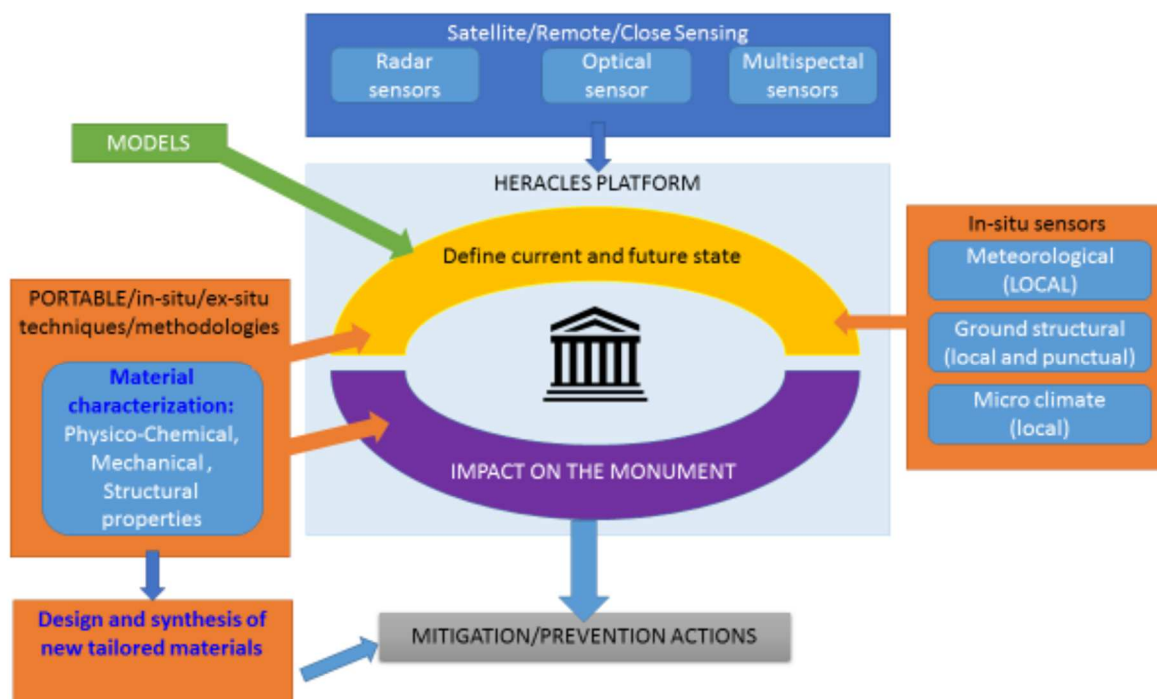 Satellite/Remote/Close Sensing
Radar
sensors
Optical
sensor
Multispectal
sensors
MODELS
HERACLES PLATFORM
Define current and future state
In-situ sensors
Meteorological
(LOCAL)
Ground structural
(local and punctual)
Micro climate
(local)
PORTABLE/in-situ/ex-situ
techniques/methodologies
Material
characterization:
Physico-Chemical,
Mechanical ,
Structural
properties
IMPACT ON THE MONUMENT
Design and synthesis of
new tailored materials
MITIGATION/PREVENTION ACTIONS